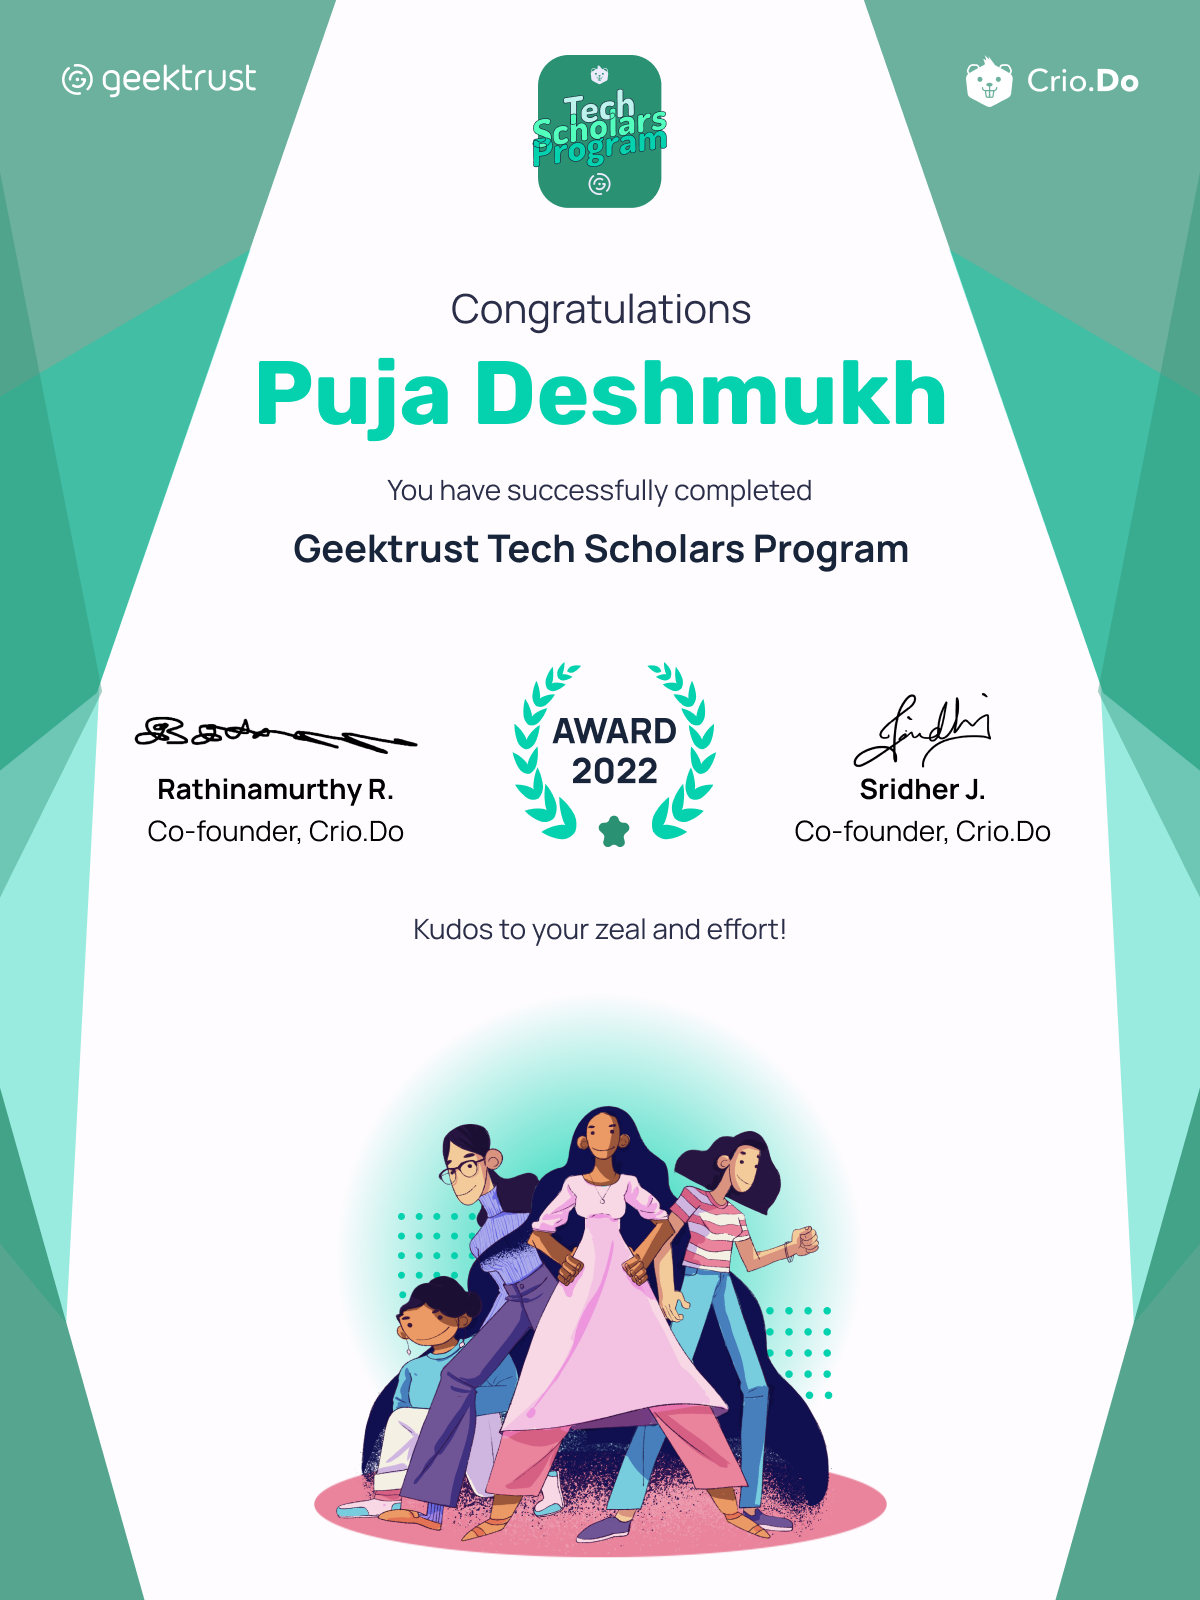 geektrust
Tech
Scholars
Program
Crio.Do
Congratulations
Puja Deshmukh
You have successfully completed
Geektrust Tech Scholars Program
AWARD
2022
Rathinamurthy R.
Co-founder, Crio.Do
Sridher J.
Co-founder, Crio.Do
Kudos to your zeal and effort!